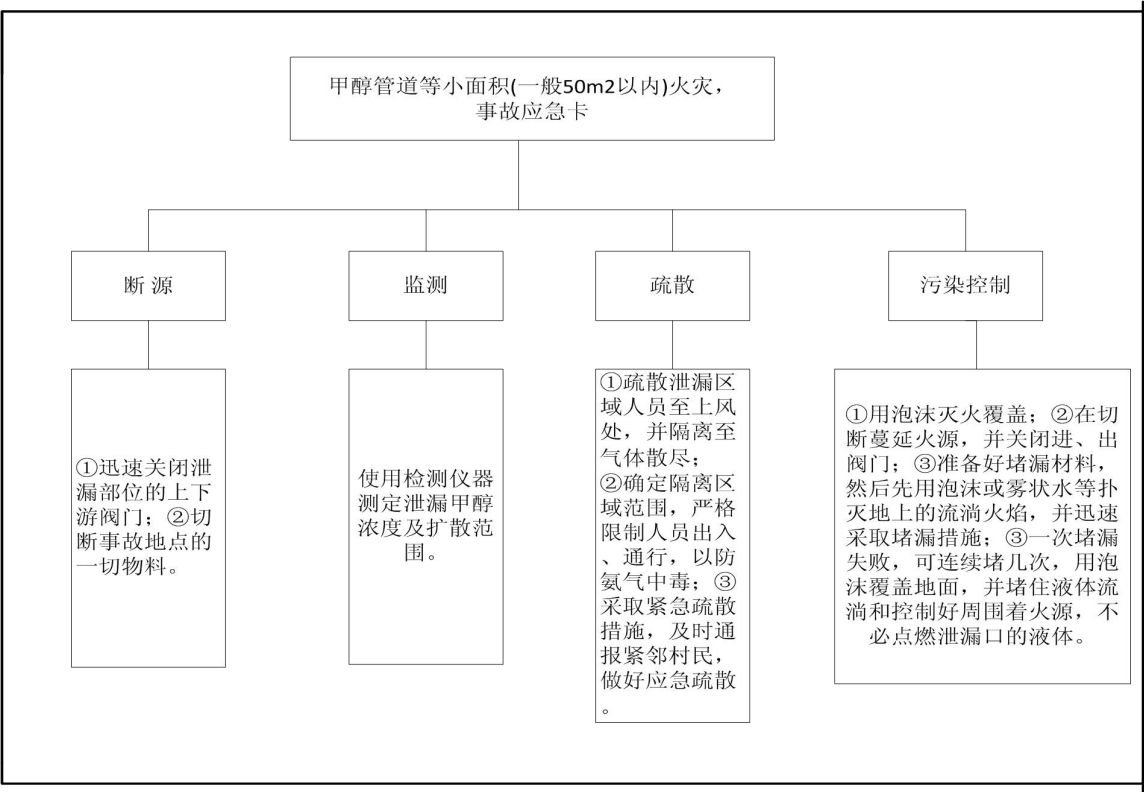 甲醇管道等小面积(一般50m2以内)火灾，
事故应急卡
断 源
监测
疏散
污染控制
①迅速关闭泄
漏部位的上下
游阀门；②切
断事故地点的
一切物料。
使用检测仪器
测定泄漏甲醇
浓度及扩散范
围。
①疏散泄漏区
域人员至上风
处，并隔离至
气体散尽；
②确定隔离区
域范围，严格
限制人员出入
、通行，以防
氨气中毒；③
采取紧急疏散
措施，及时通
报紧邻村民，
做好应急疏散
。
①用泡沫灭火覆盖；②在切
断蔓延火源，并关闭进、出
阀门；③准备好堵漏材料，
然后先用泡沫或雾状水等扑
灭地上的流淌火焰，并迅速
采取堵漏措施；③一次堵漏
失败，可连续堵几次，用泡
沫覆盖地面，并堵住液体流
淌和控制好周围着火源，不
必点燃泄漏口的液体。